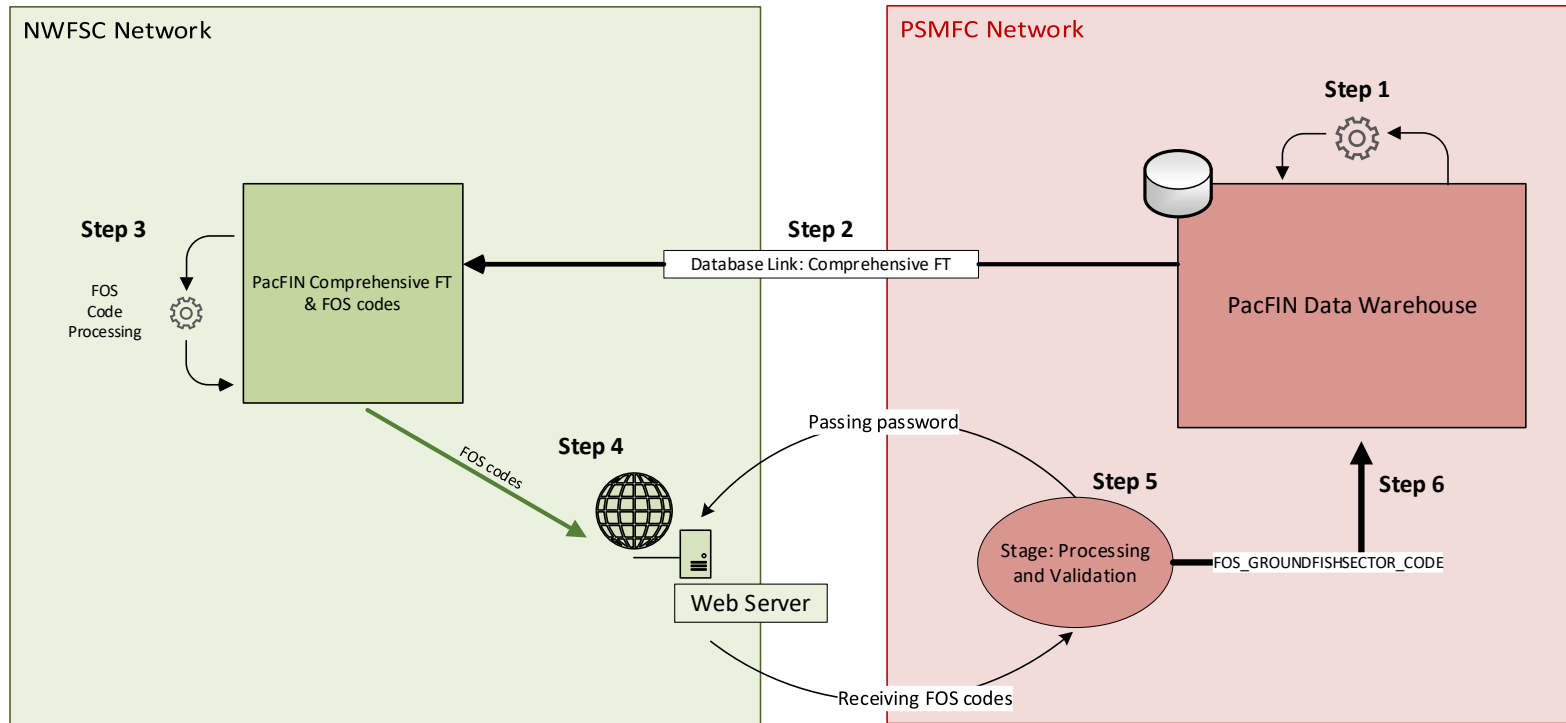 NWFSC Network
PSMFC Network
Step 1
Step 2
Database Link: Comprehensive FT
Step 3
FOS
Code
Processing
PacFIN Comprehensive FT
& FOS codes
PacFIN Data Warehouse
Passing password
Step 4
FOS codes
Web Server
Step 5
Stage: Processing
and Validation
Step 6
FOS_GROUNDFISHSECTOR_CODE
Receiving FOS codes